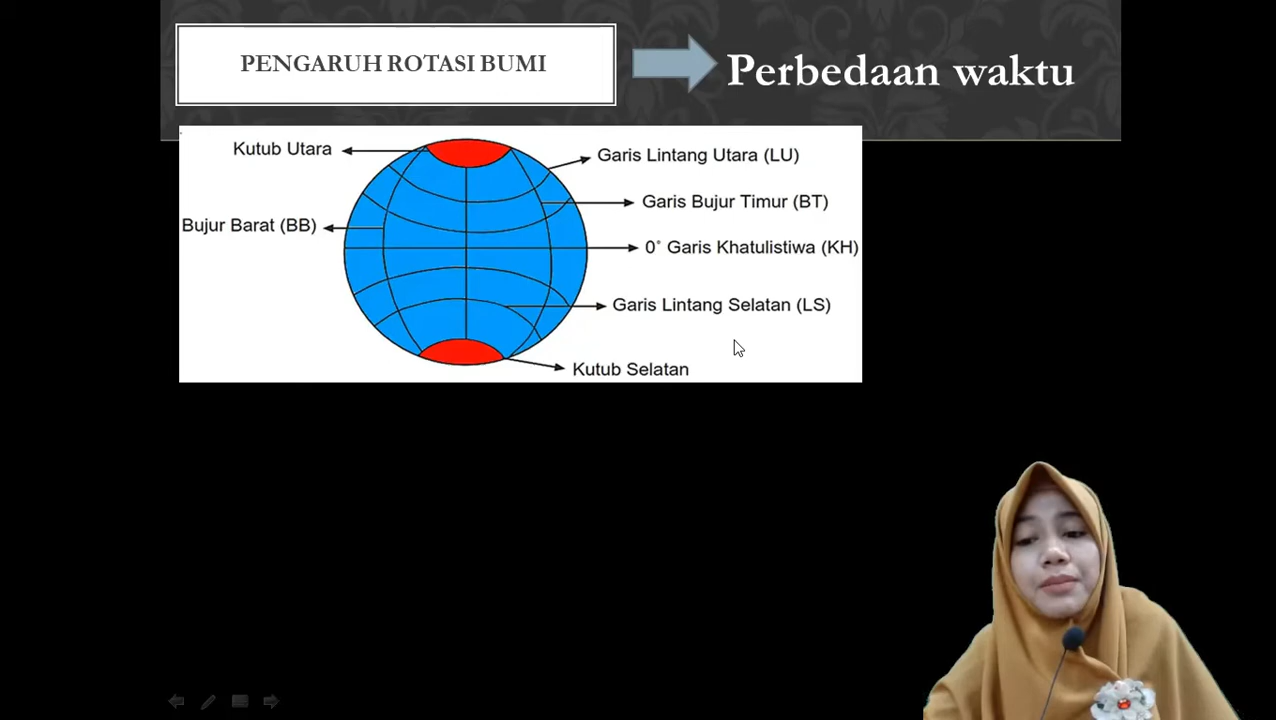 PENGARUH ROTASI BUMI
Perbedaan waktu
Kutub Utara
Garis Lintang Utara (LU)
Garis Bujur Timur (BT)
Bujur Barat (BB)
0° Garis Khatulistiwa (KH)
Garis Lintang Selatan (LS)
Kutub Selatan